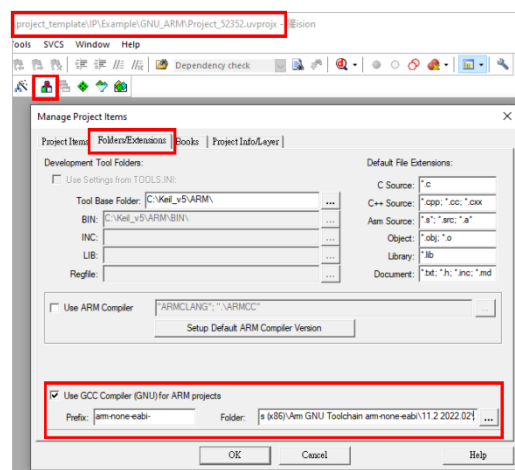 project_template\IP\Example\GNU_ARM\Project_52352.uvprojx -
Tools SVCS Window Help
Dependency check
Manage Project Items
Project Items Folders/Extensions Books Project Info/Layer
Development Tool Folders: Default File Extensions:
Use Settings from TOOLS.INI: C Source: *.c
Tool Base Folder: C:\Keil_v5\ARM\ ... C++ Source: *.cpp; *.cc; *.cxx
BIN: C:\Keil_v5\ARM\BIN\ ... Asm Source: *.s*; *.src; *.a*
INC: ... Object: *.obj; *.o
LIB: ... Library: *.lib
Regfile: ... Document: *.txt; *.h; *.inc; *.md
Use ARM Compiler "ARMCLANG"; ".\ARMCC" ...
Setup Default ARM Compiler Version
Use GCC Compiler (GNU) for ARM projects
Prefix: arm-none-eabi- Folder: s (x86)\Arm GNU Toolchain arm-none-eabi\11.2 2022.02\ ...
OK Cancel Help